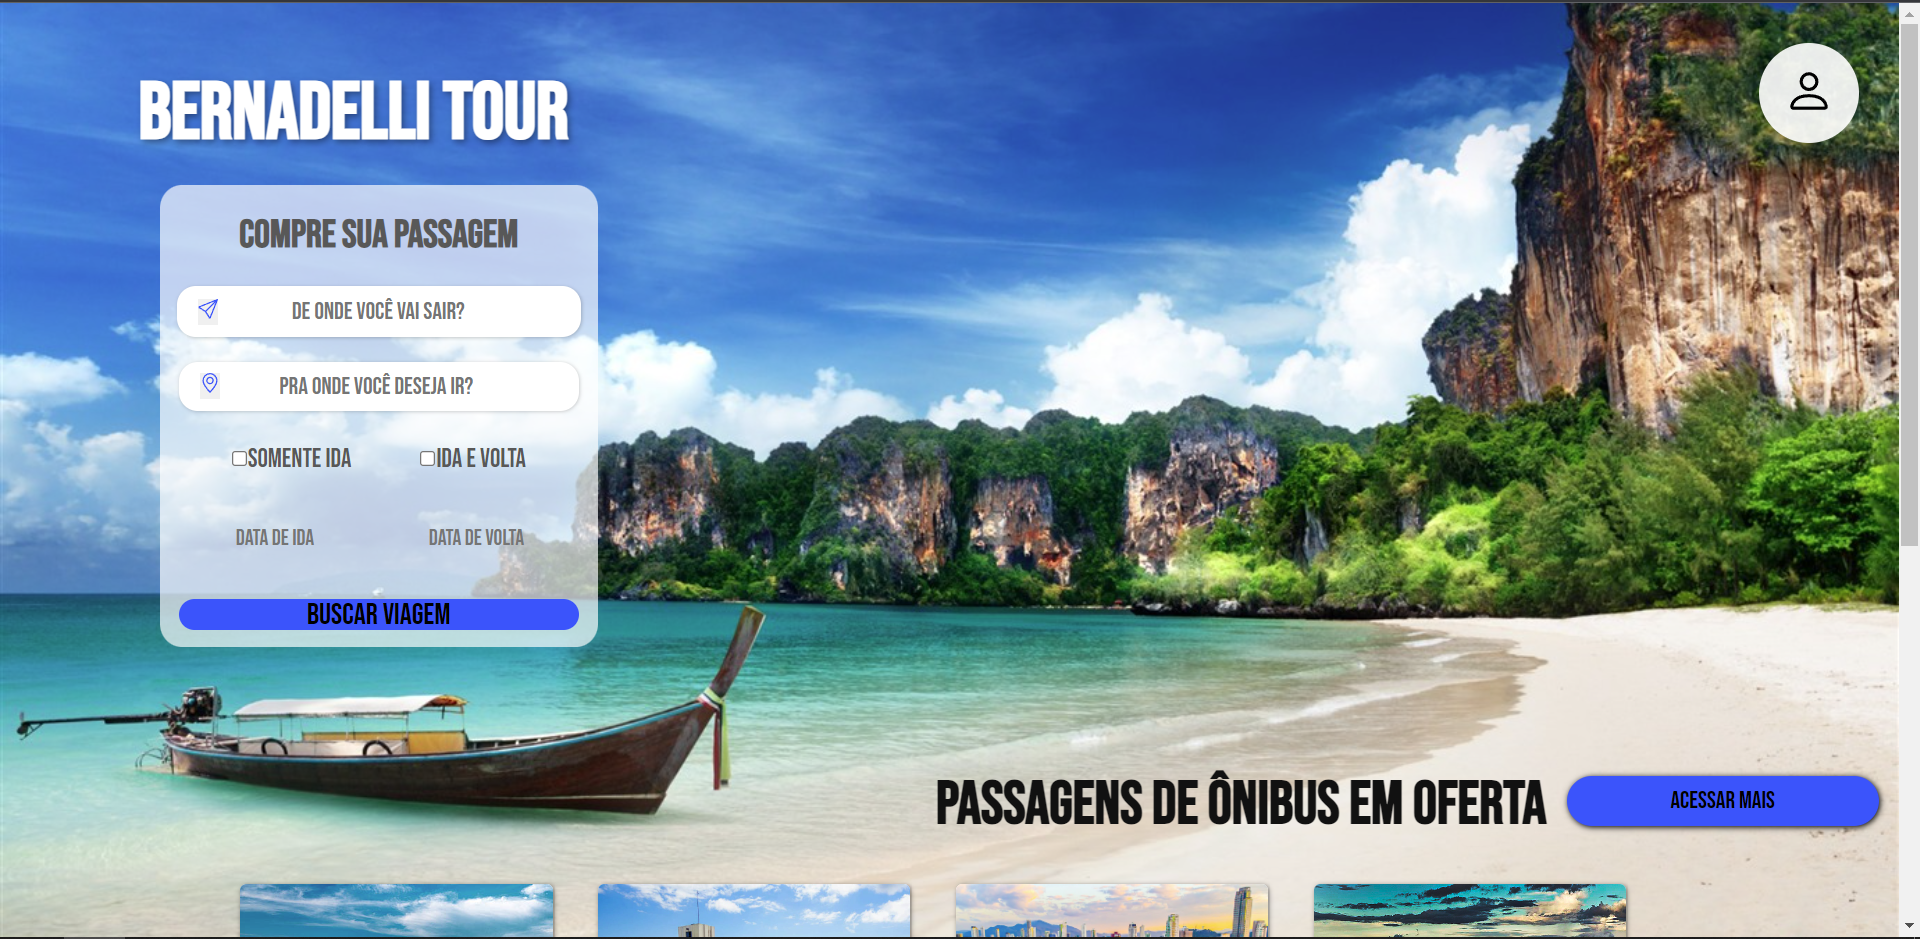 BERNADELLI TOUR
COMPRE SUA PASSAGEM
DE ONDE VOCÊ VAI SAIR?
PRA ONDE VOCÊ DESEJA IR?
SOMENTE IDA IDA E VOLTA
DATA DE IDA DATA DE VOLTA
BUSCAR VIAGEM
PASSAGENS DE ÔNIBUS EM OFERTA ACESSAR MAIS